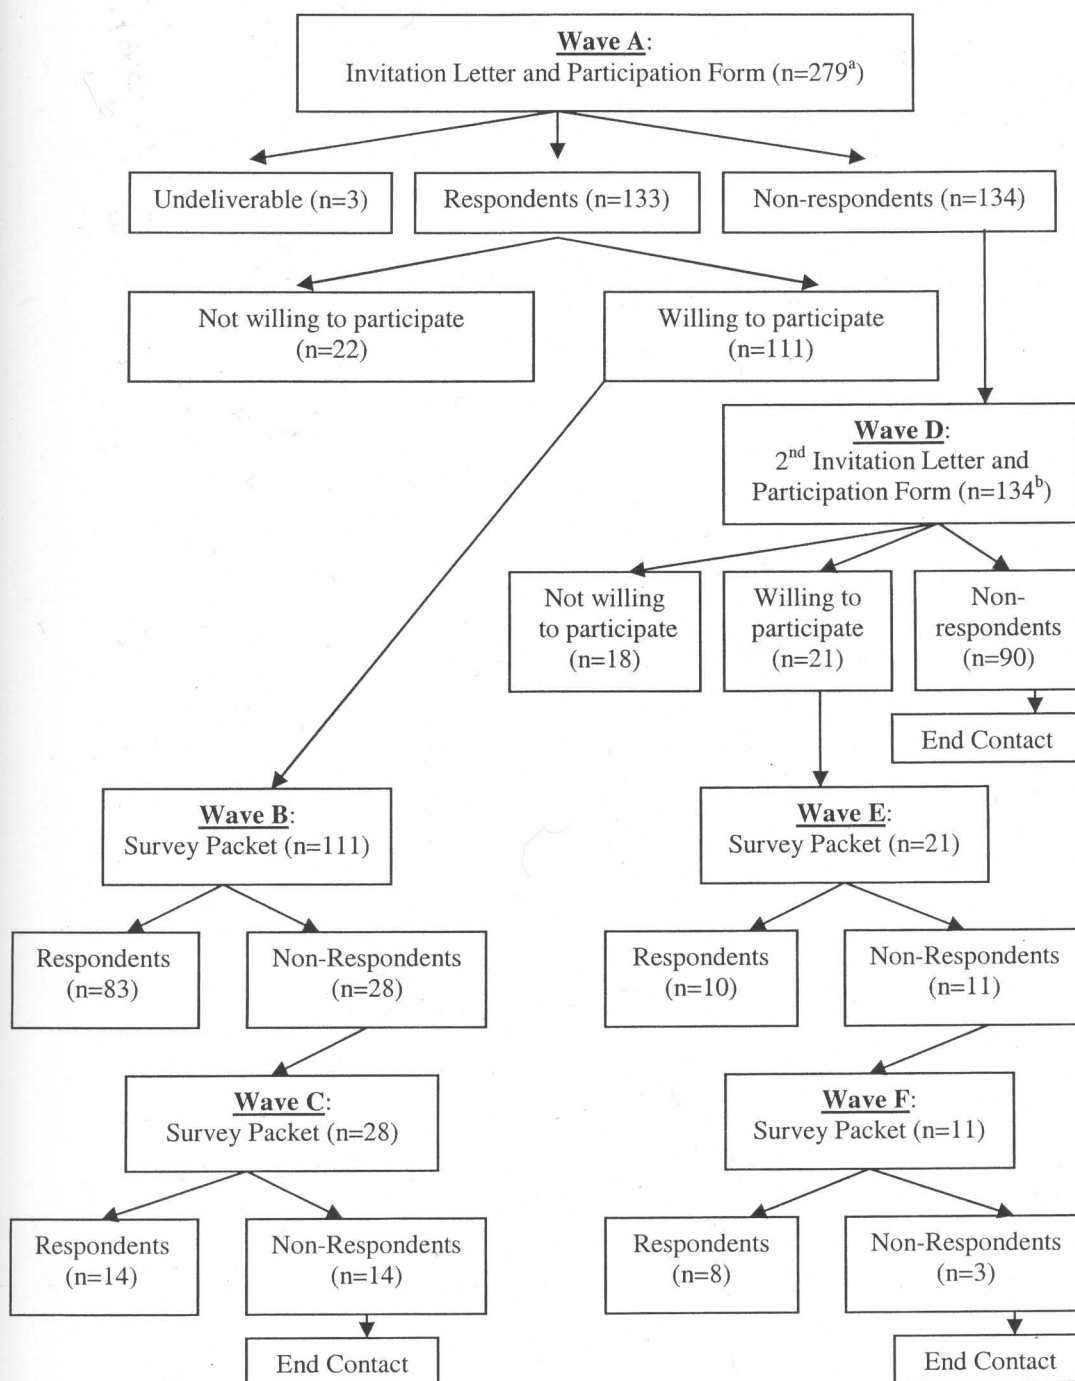 Wave A:
Invitation Letter and Participation Form (n=279a)
Undeliverable (n=3)
Respondents (n=133)
Non-respondents (n=134)
Not willing to participate
(n=22)
Willing to participate
(n=111)
Wave D:
2nd Invitation Letter and
Participation Form (n=134b)
Not willing
to participate
(n=18)
Willing to
participate
(n=21)
Non-
respondents
(n=90)
End Contact
Wave B:
Survey Packet (n=111)
Wave E:
Survey Packet (n=21)
Respondents
(n=83)
Non-Respondents
(n=28)
Respondents
(n=10)
Non-Respondents
(n=11)
Wave C:
Survey Packet (n=28)
Wave F:
Survey Packet (n=11)
Respondents
(n=14)
Non-Respondents
(n=14)
Respondents
(n=8)
Non-Respondents
(n=3)
End Contact
End Contact